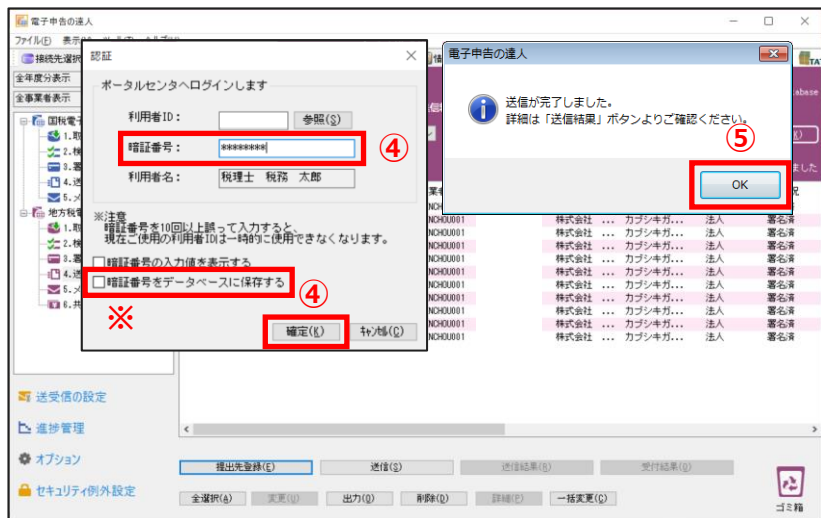 電子申告の達人
ファイル(F)
接続先選択
全年度分表示
全事業者表示
国税電子
1.取
2.検
3.署
4.送
5.メ
地方税電
1.取
2.検
3.署
4.送
5.メ
6.共
送受信の設定
進捗管理
オプション
セキュリティ例外設定
認証
ポータルセンタへログインします
利用者ID:
参照(S)
暗証番号:
********
④
利用者名:
税理士 税務 太郎
※注意
暗証番号を10回以上誤って入力すると、
現在ご使用の利用者IDは一時的に使用できなくなります。
暗証番号の入力値を表示する
暗証番号をデータベースに保存する
④
※
確定(K)
キャンセル(C)
電子申告の達人
送信が完了しました。
詳細は「送信結果」ボタンよりご確認ください。
⑤
OK
NCHOU001 株式会社 ... カブシキガ... 法人 署名済
NCHOU001 株式会社 ... カブシキガ... 法人 署名済
NCHOU001 株式会社 ... カブシキガ... 法人 署名済
NCHOU001 株式会社 ... カブシキガ... 法人 署名済
NCHOU001 株式会社 ... カブシキガ... 法人 署名済
NCHOU001 株式会社 ... カブシキガ... 法人 署名済
NCHOU001 株式会社 ... カブシキガ... 法人 署名済
NCHOU001 株式会社 ... カブシキガ... 法人 署名済
NCHOU001 株式会社 ... カブシキガ... 法人 署名済
NCHOU001 株式会社 ... カブシキガ... 法人 署名済
提出先登録(E)
送信(S)
送信結果(R)
受付結果(Q)
全選択(A)
変更(U)
出力(O)
削除(D)
詳細(P)
一括変更(C)
ゴミ箱